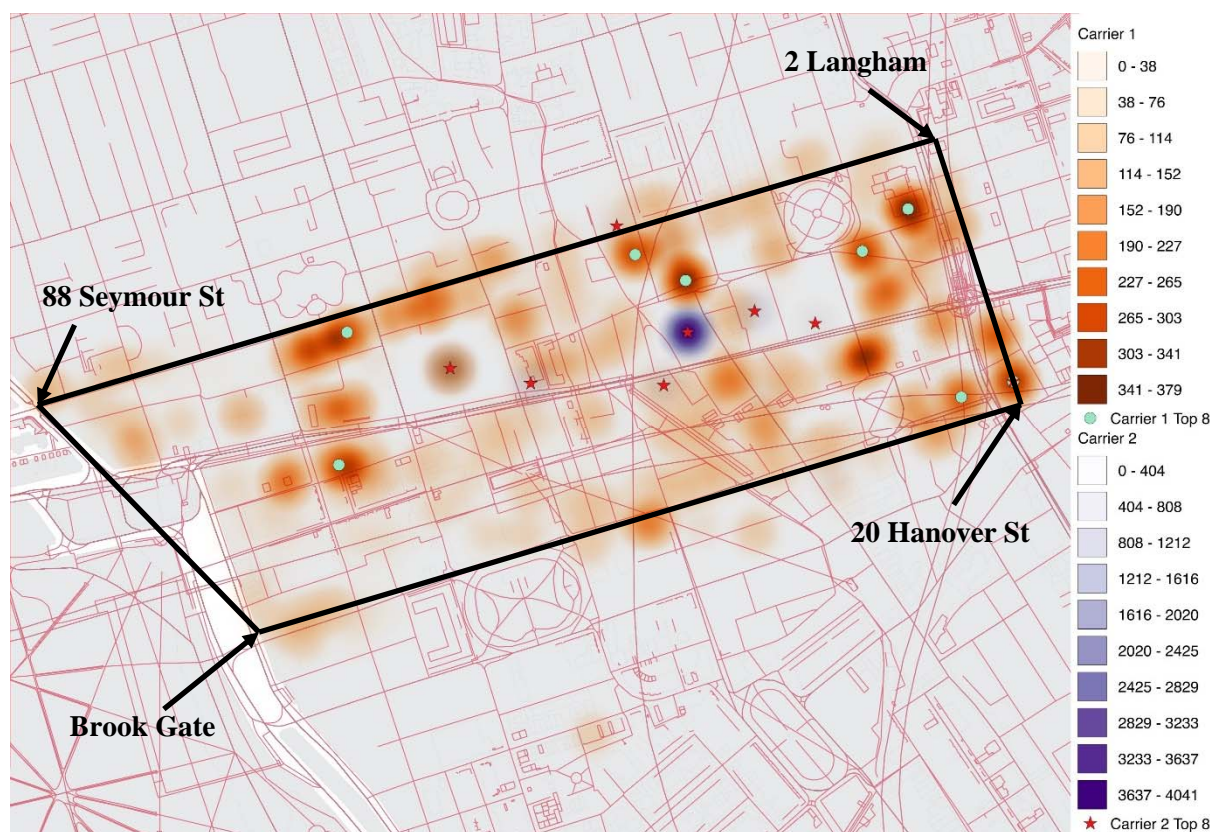 2 Langham
88 Seymour St
20 Hanover St
Brook Gate
Carrier 1
0 - 38
38 - 76
76 - 114
114 - 152
152 - 190
190 - 227
227 - 265
265 - 303
303 - 341
341 - 379
Carrier 1 Top 8
Carrier 2
0 - 404
404 - 808
808 - 1212
1212 - 1616
1616 - 2020
2020 - 2425
2425 - 2829
2829 - 3233
3233 - 3637
3637 - 4041
Carrier 2 Top 8